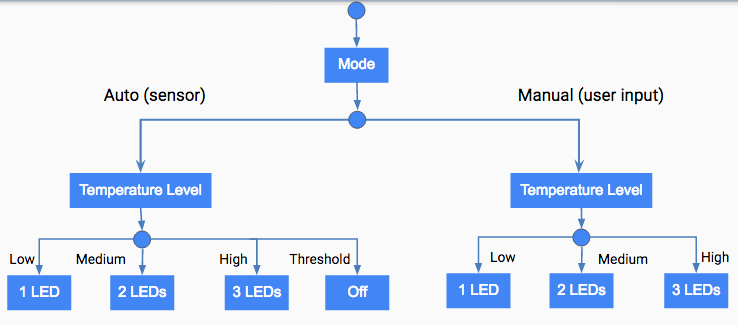 Mode
Auto (sensor)
Manual (user input)
Temperature Level
Temperature Level
Low
Medium
High
Threshold
Low
Medium
High
1 LED
2 LEDs
3 LEDs
Off
1 LED
2 LEDs
3 LEDs